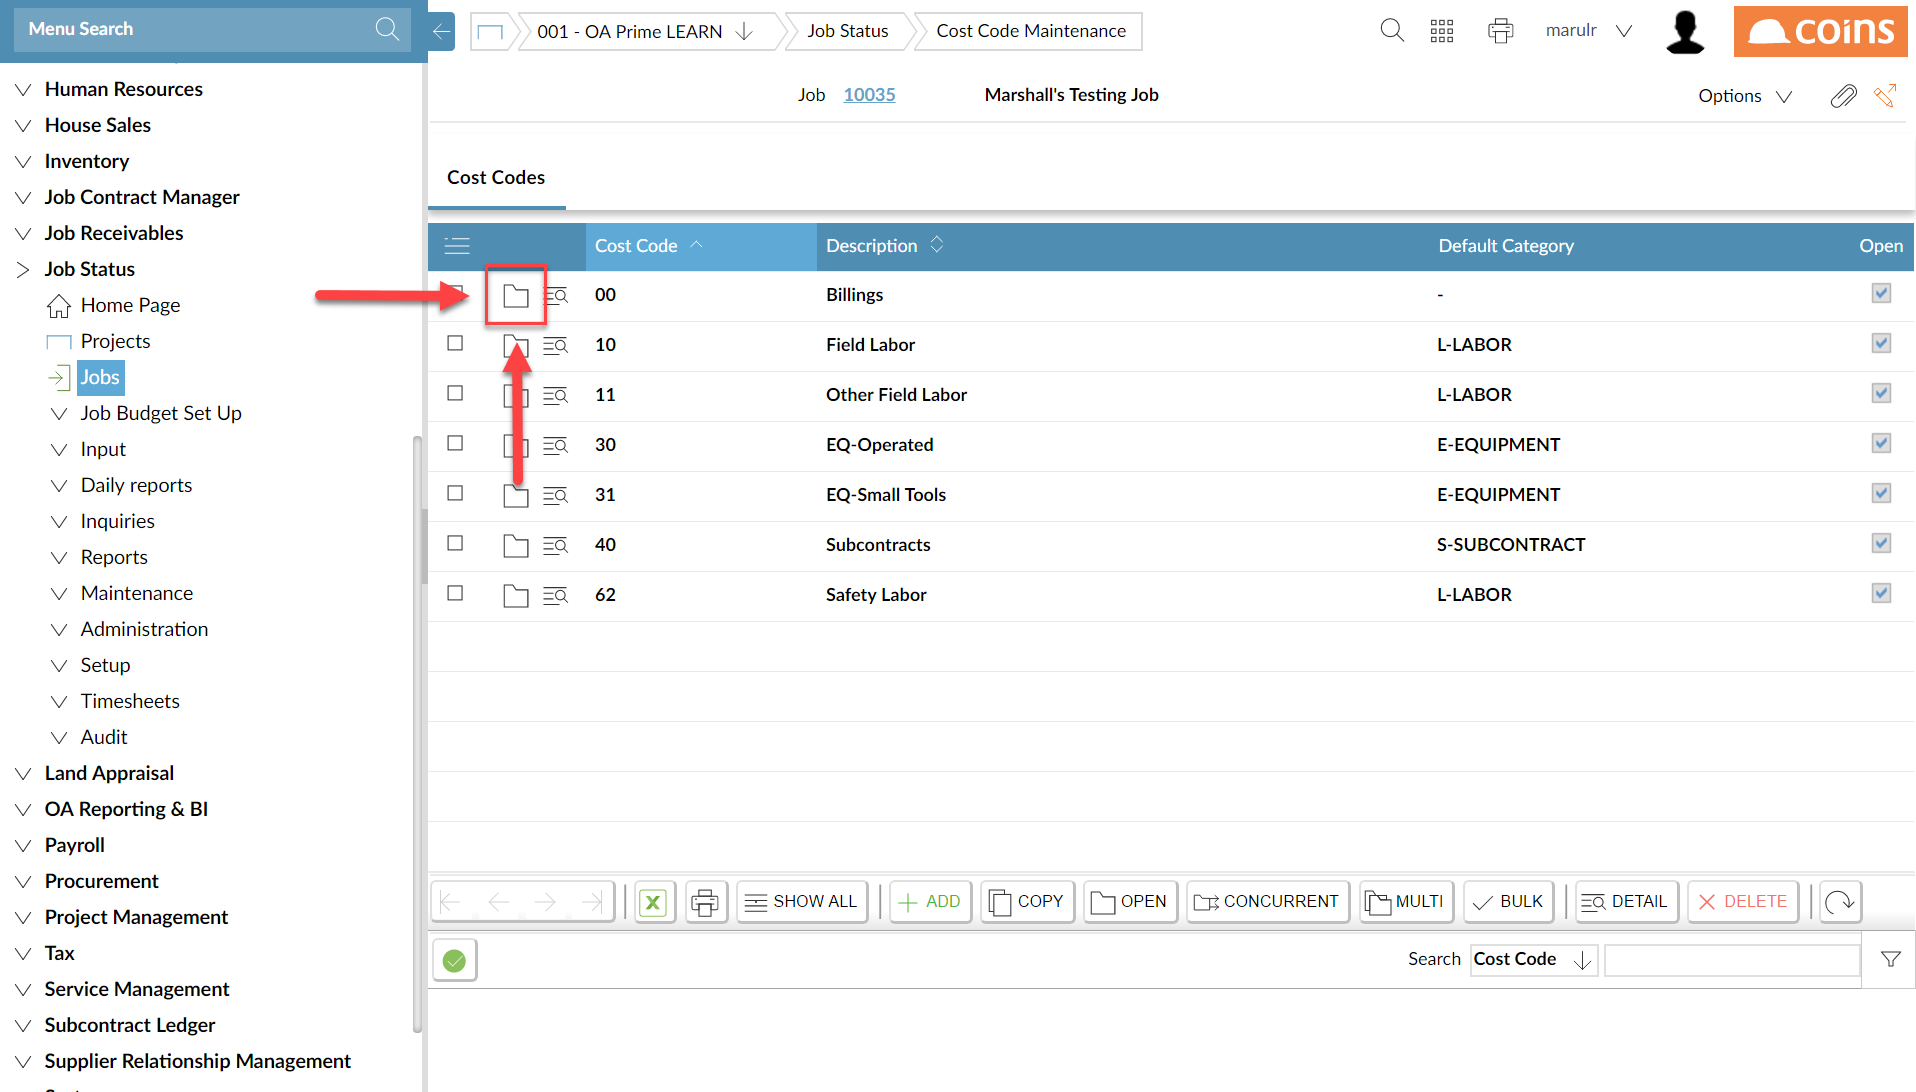 Menu Search
001 - OA Prime LEARN
Job Status
Cost Code Maintenance
marulr
coins
Job 10035 Marshall's Testing Job
Options
Human Resources
House Sales
Inventory
Job Contract Manager
Job Receivables
Job Status
Home Page
Projects
Jobs
Job Budget Set Up
Input
Daily reports
Inquiries
Reports
Maintenance
Administration
Setup
Timesheets
Audit
Land Appraisal
OA Reporting & BI
Payroll
Procurement
Project Management
Tax
Service Management
Subcontract Ledger
Supplier Relationship Management
Cost Codes
Cost Code Description Default Category Open
00 Billings -
10 Field Labor L-LABOR
11 Other Field Labor L-LABOR
30 EQ-Operated E-EQUIPMENT
31 EQ-Small Tools E-EQUIPMENT
40 Subcontracts S-SUBCONTRACT
62 Safety Labor L-LABOR
SHOW ALL ADD COPY OPEN CONCURRENT MULTI BULK DETAIL DELETE
Search Cost Code